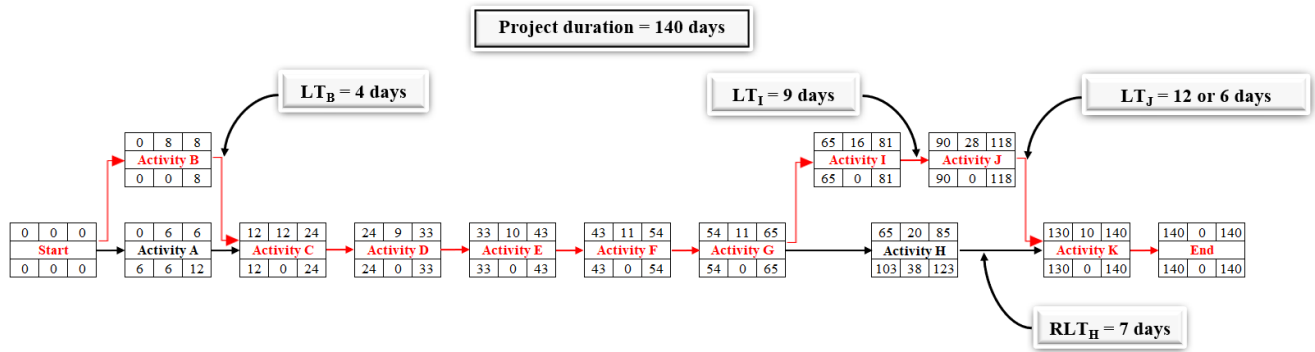 Project duration = 140 days
LT_B = 4 days
LT_I = 9 days
LT_J = 12 or 6 days
0 8 8
Activity B
0 0 8
65 16 81
Activity I
65 0 81
90 28 118
Activity J
90 0 118
0 0 0
Start
0 0 0
0 6 6
Activity A
6 6 12
12 12 24
Activity C
12 0 24
24 9 33
Activity D
24 0 33
33 10 43
Activity E
33 0 43
43 11 54
Activity F
43 0 54
54 11 65
Activity G
54 0 65
65 20 85
Activity H
103 38 123
130 10 140
Activity K
130 0 140
140 0 140
End
140 0 140
RLT_H = 7 days